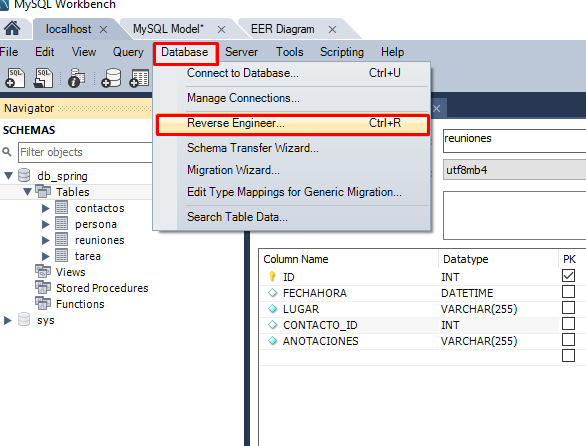 MySQL Workbench
localhost
MySQL Model*
EER Diagram
File Edit View Query Database Server Tools Scripting Help
Connect to Database... Ctrl+U
Manage Connections...
Reverse Engineer... Ctrl+R
Schema Transfer Wizard...
Migration Wizard...
Edit Type Mappings for Generic Migration...
Search Table Data...
Navigator
SCHEMAS
Filter objects
db_spring
Tables
contactos
persona
reuniones
tarea
Views
Stored Procedures
Functions
sys
reuniones
utf8mb4
Column Name Datatype PK
ID INT
FECHAHORA DATETIME
LUGAR VARCHAR(255)
CONTACTO_ID INT
ANOTACIONES VARCHAR(255)